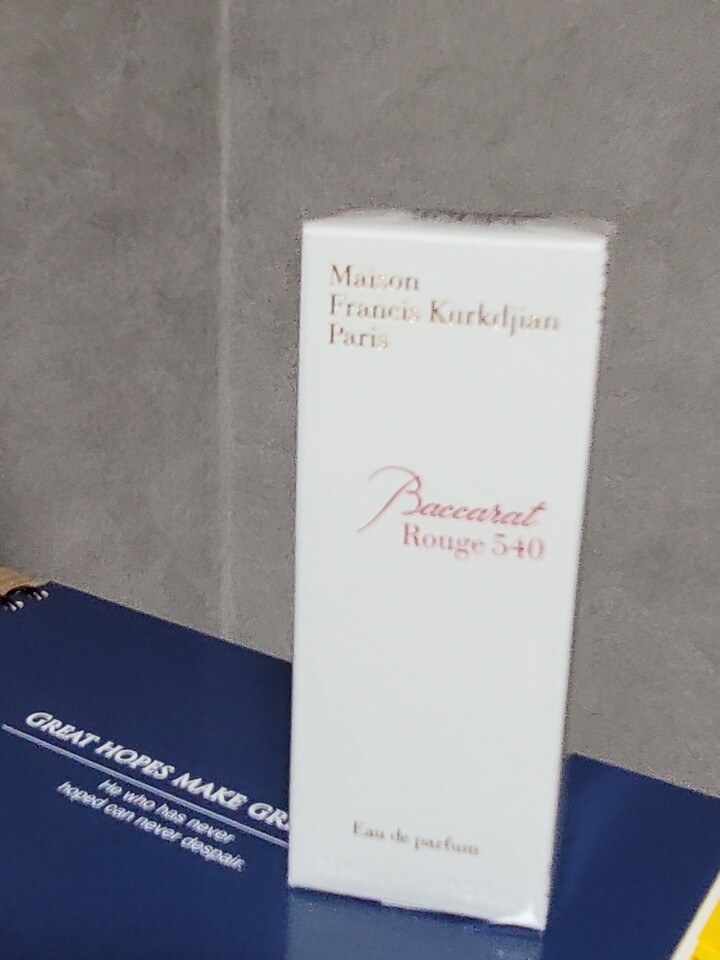 Maison
Francis Kurkdjian
Paris
Baccarat
Rouge 540
Eau de parfum
GREAT HOPES MAKE
He who has never
hoped can never despair.